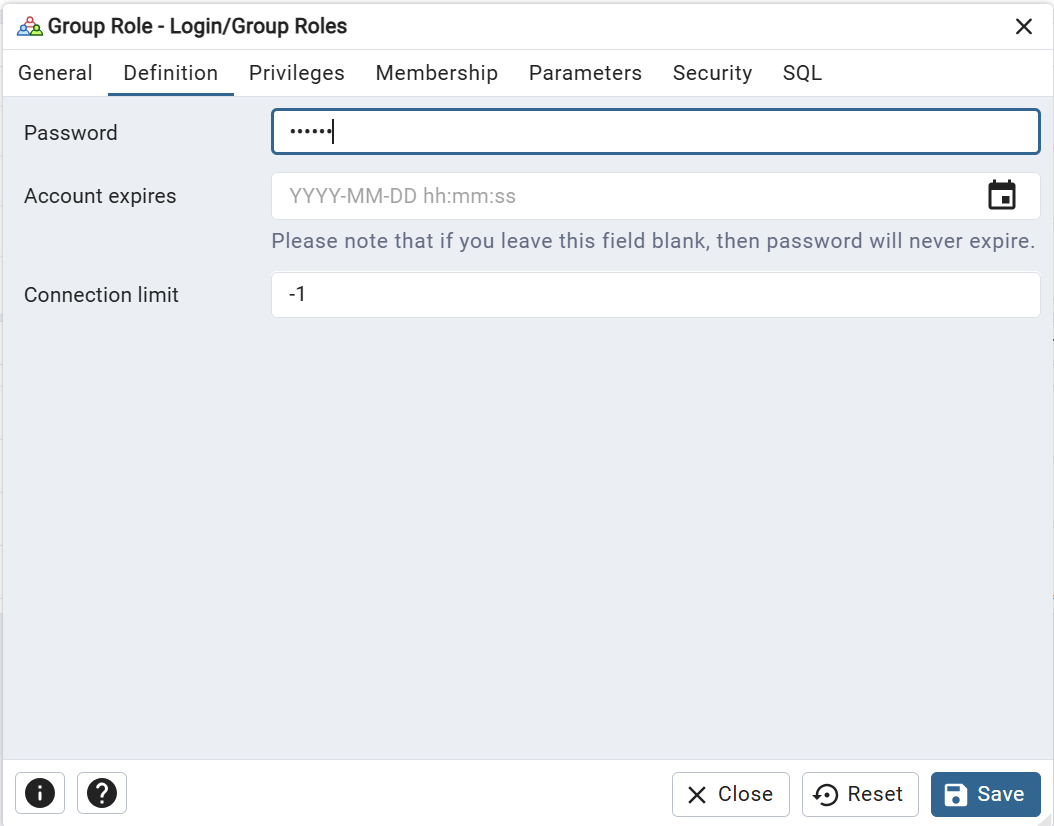 Group Role - Login/Group Roles
General Definition Privileges Membership Parameters Security SQL
Password ••••••
Account expires YYYY-MM-DD hh:mm:ss
Please note that if you leave this field blank, then password will never expire.
Connection limit -1
Close Reset Save